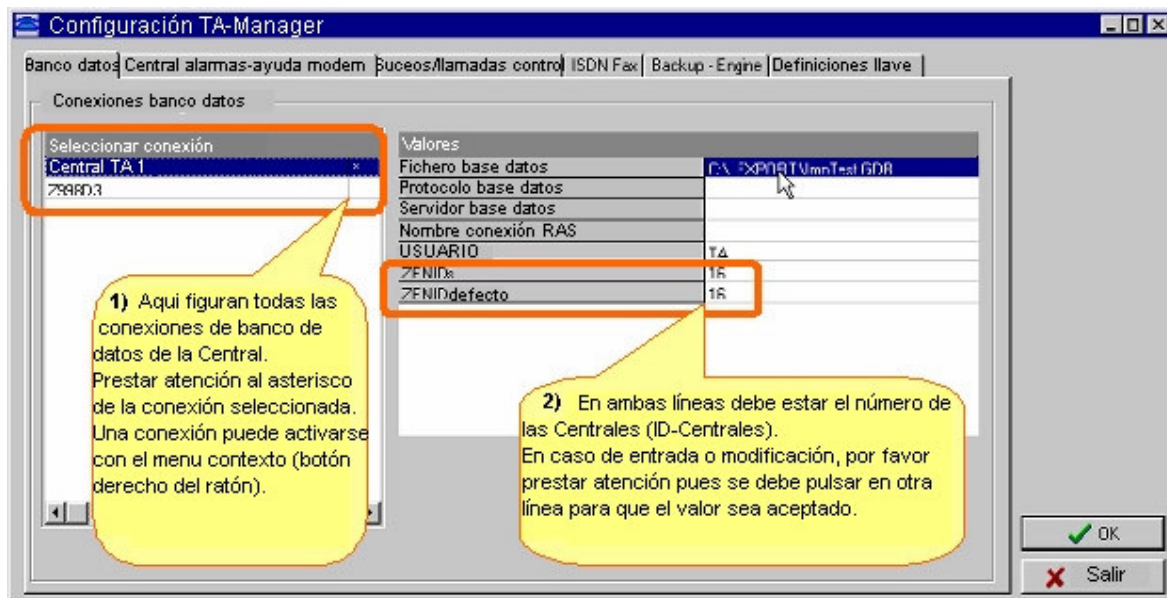 Configuración TA-Manager
Banco datos Central alarmas-ayuda modem Suceos/llamadas control ISDN Fax Backup - Engine Definiciones llave
Conexiones banco datos
Seleccionar conexión
Central TA 1 *
Z998D3
Valores
Fichero base datos
Protocolo base datos
Servidor base datos
Nombre conexión RAS
USUARIO TA
ZENIDs 16
ZENIDdefecto 16
1) Aqui figuran todas las
conexiones de banco de
datos de la Central.
Prestar atención al asterisco
de la conexión seleccionada.
Una conexión puede activarse
con el menu contexto (botón
derecho del ratón).
2) En ambas líneas debe estar el número de
las Centrales (ID-Centrales).
En caso de entrada o modificación, por favor
prestar atención pues se debe pulsar en otra
línea para que el valor sea aceptado.
OK
Salir